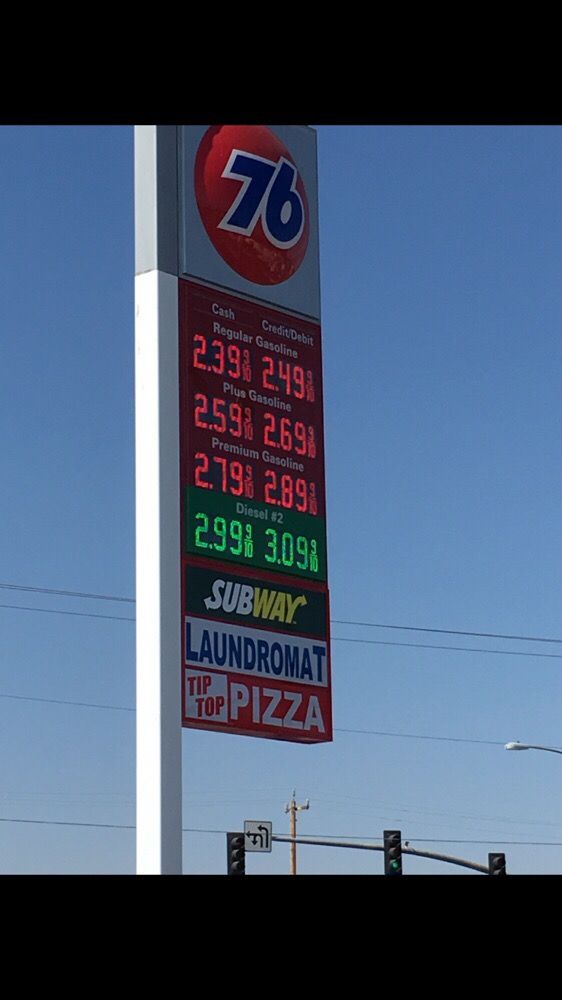 76
Cash Credit/Debit
Regular Gasoline
2.39 9/10 2.49 9/10
Plus Gasoline
2.59 9/10 2.69 9/10
Premium Gasoline
2.79 9/10 2.89 9/10
Diesel #2
2.99 9/10 3.09 9/10
SUBWAY
LAUNDROMAT
TIP TOP PIZZA